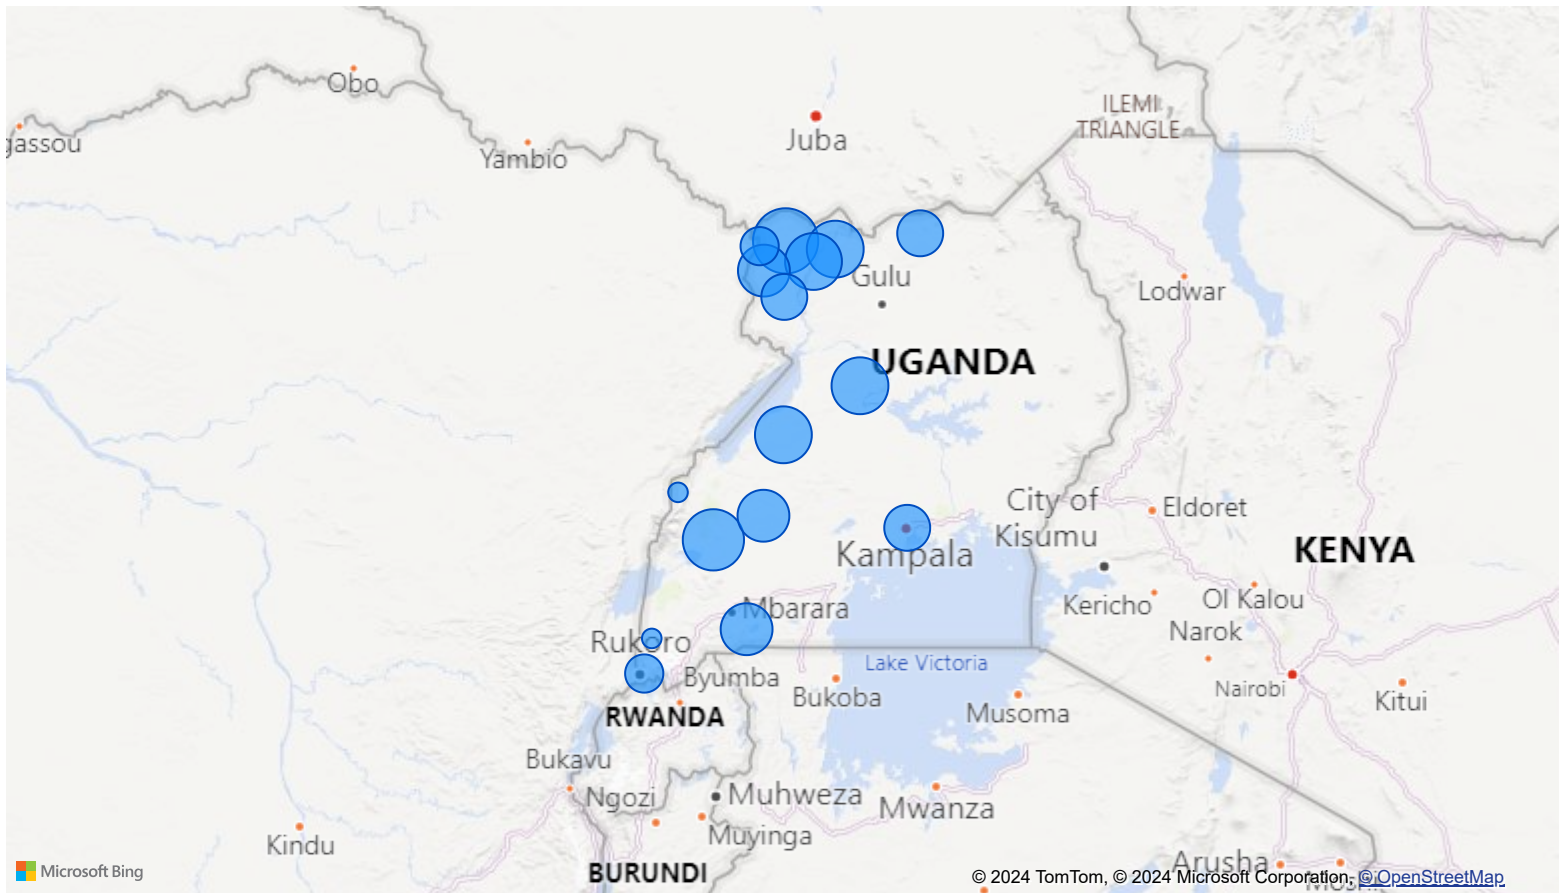 Obo
gassou
Yambio
Juba
ILEMI
TRIANGLE
Gulu
Lodwar
UGANDA
City of
Kisumu
Eldoret
Kampala
KENYA
Mbarara
Kericho
Ol Kalou
Narok
Rukoro
Lake Victoria
Byumba
Bukoba
Nairobi
Kitui
RWANDA
Musoma
Bukavu
Ngozi
Muhweza
Mwanza
Muyinga
Kindu
BURUNDI
Arusha
Moshi
Microsoft Bing
© 2024 TomTom, © 2024 Microsoft Corporation, © OpenStreetMap